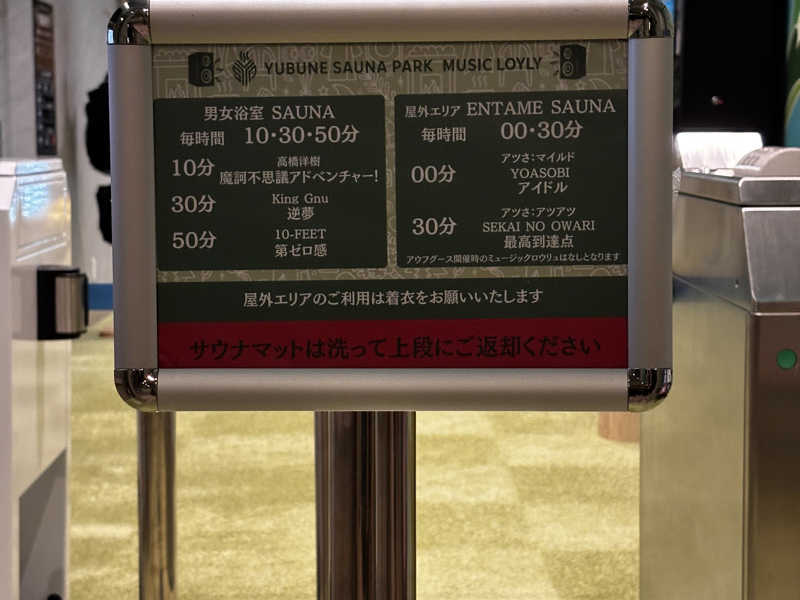 YUBUNE SAUNA PARK MUSIC LOYLY
男女浴室 SAUNA
毎時間 10・30・50分
10分
高橋洋樹
魔訶不思議アドベンチャー!
30分
King Gnu
逆夢
50分
10-FEET
第ゼロ感
屋外エリア ENTAME SAUNA
毎時間 00・30分
00分
アツさ:マイルド
YOASOBI
アイドル
30分
アツさ:アツアツ
SEKAI NO OWARI
最高到達点
アウフグース開催時のミュージックロウリュはなしとなります
屋外エリアのご利用は着衣をお願いいたします
サウナマットは洗って上段にご返却ください